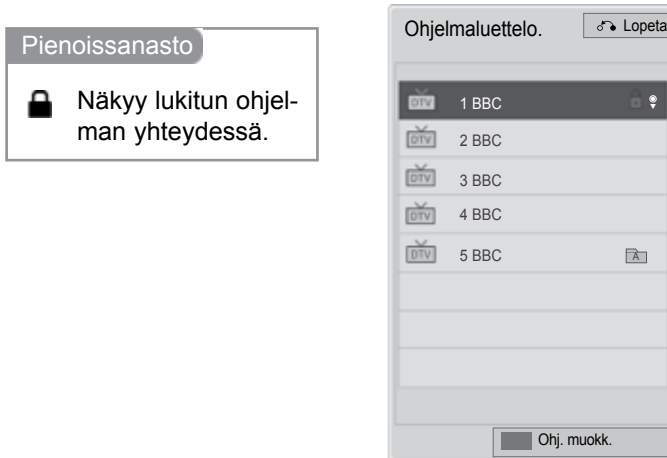 Pienoissanasto
Näkyy lukitun ohjel-
man yhteydessä.
Ohjelmaluettelo.
Lopeta
DTV 1 BBC
DTV 2 BBC
DTV 3 BBC
DTV 4 BBC
DTV 5 BBC A
Ohj. muokk.